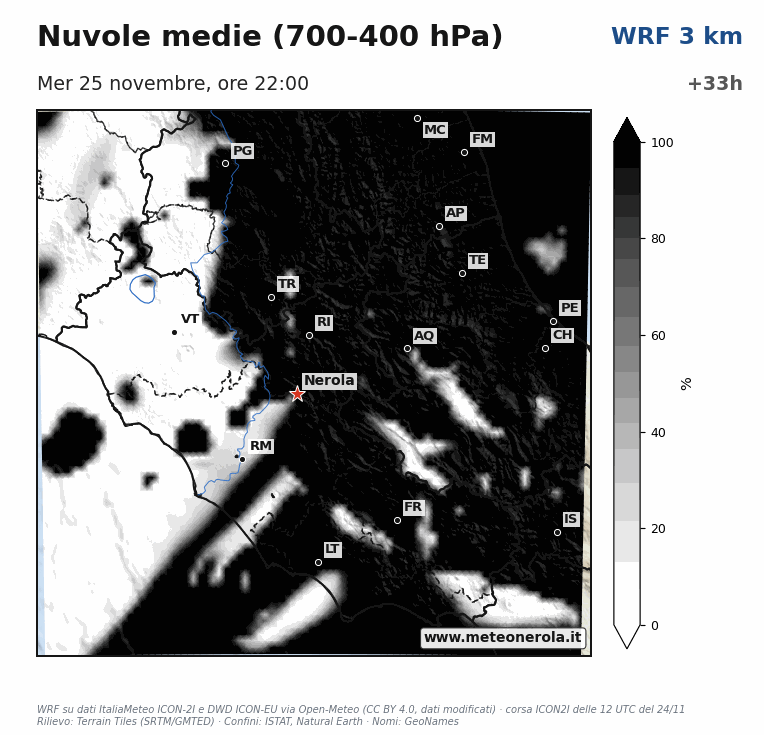 Nuvole medie (700-400 hPa)
WRF 3 km
Mer 25 novembre, ore 22:00
+33h
MC
FM
PG
AP
TE
TR
PE
VT
RI
AQ
CH
Nerola
RM
FR
IS
LT
www.meteonerola.it
100
80
60
40
20
0
%
WRF su dati ItaliaMeteo ICON-2I e DWD ICON-EU via Open-Meteo (CC BY 4.0, dati modificati) · corsa ICON2I delle 12 UTC del 24/11
Rilievo: Terrain Tiles (SRTM/GMTED) · Confini: ISTAT, Natural Earth · Nomi: GeoNames